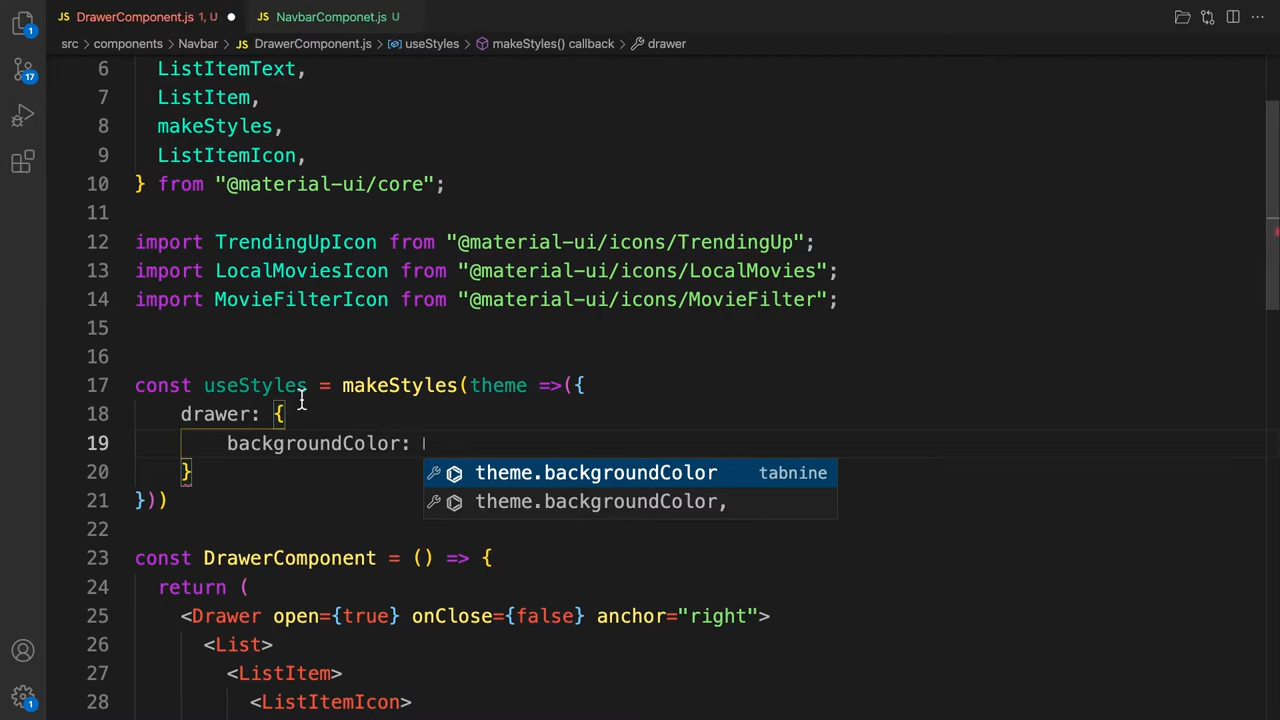 DrawerComponent.js 1, U
NavbarComponet.js U
src > components > Navbar > DrawerComponent.js > useStyles > makeStyles() callback > drawer
6 ListItemText,
7 ListItem,
8 makeStyles,
9 ListItemIcon,
10 } from "@material-ui/core";
11
12 import TrendingUpIcon from "@material-ui/icons/TrendingUp";
13 import LocalMoviesIcon from "@material-ui/icons/LocalMovies";
14 import MovieFilterIcon from "@material-ui/icons/MovieFilter";
15
16
17 const useStyles = makeStyles(theme =>({
18 drawer: {
19 backgroundColor:
theme.backgroundColor tabnine
20 }
theme.backgroundColor,
21 }))
22
23 const DrawerComponent = () => {
24 return (
25 <Drawer open={true} onClose={false} anchor="right">
26 <List>
27 <ListItem>
28 <ListItemIcon>
1
17
1